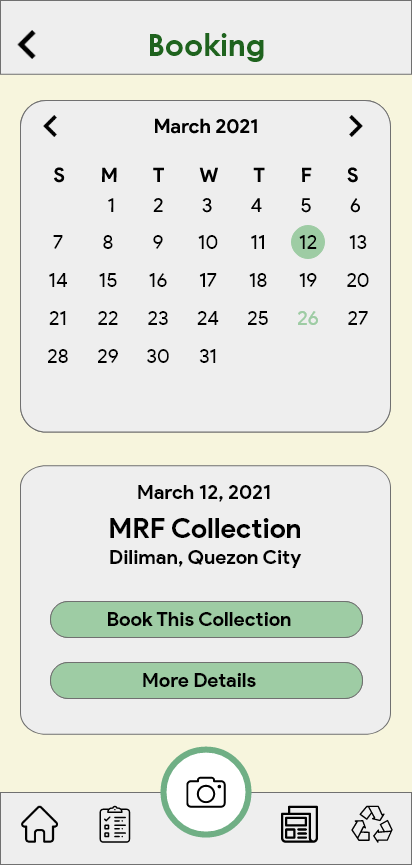 Booking
March 2021
S M T W T F S
1 2 3 4 5 6
7 8 9 10 11 12 13
14 15 16 17 18 19 20
21 22 23 24 25 26 27
28 29 30 31
March 12, 2021
MRF Collection
Diliman, Quezon City
Book This Collection
More Details